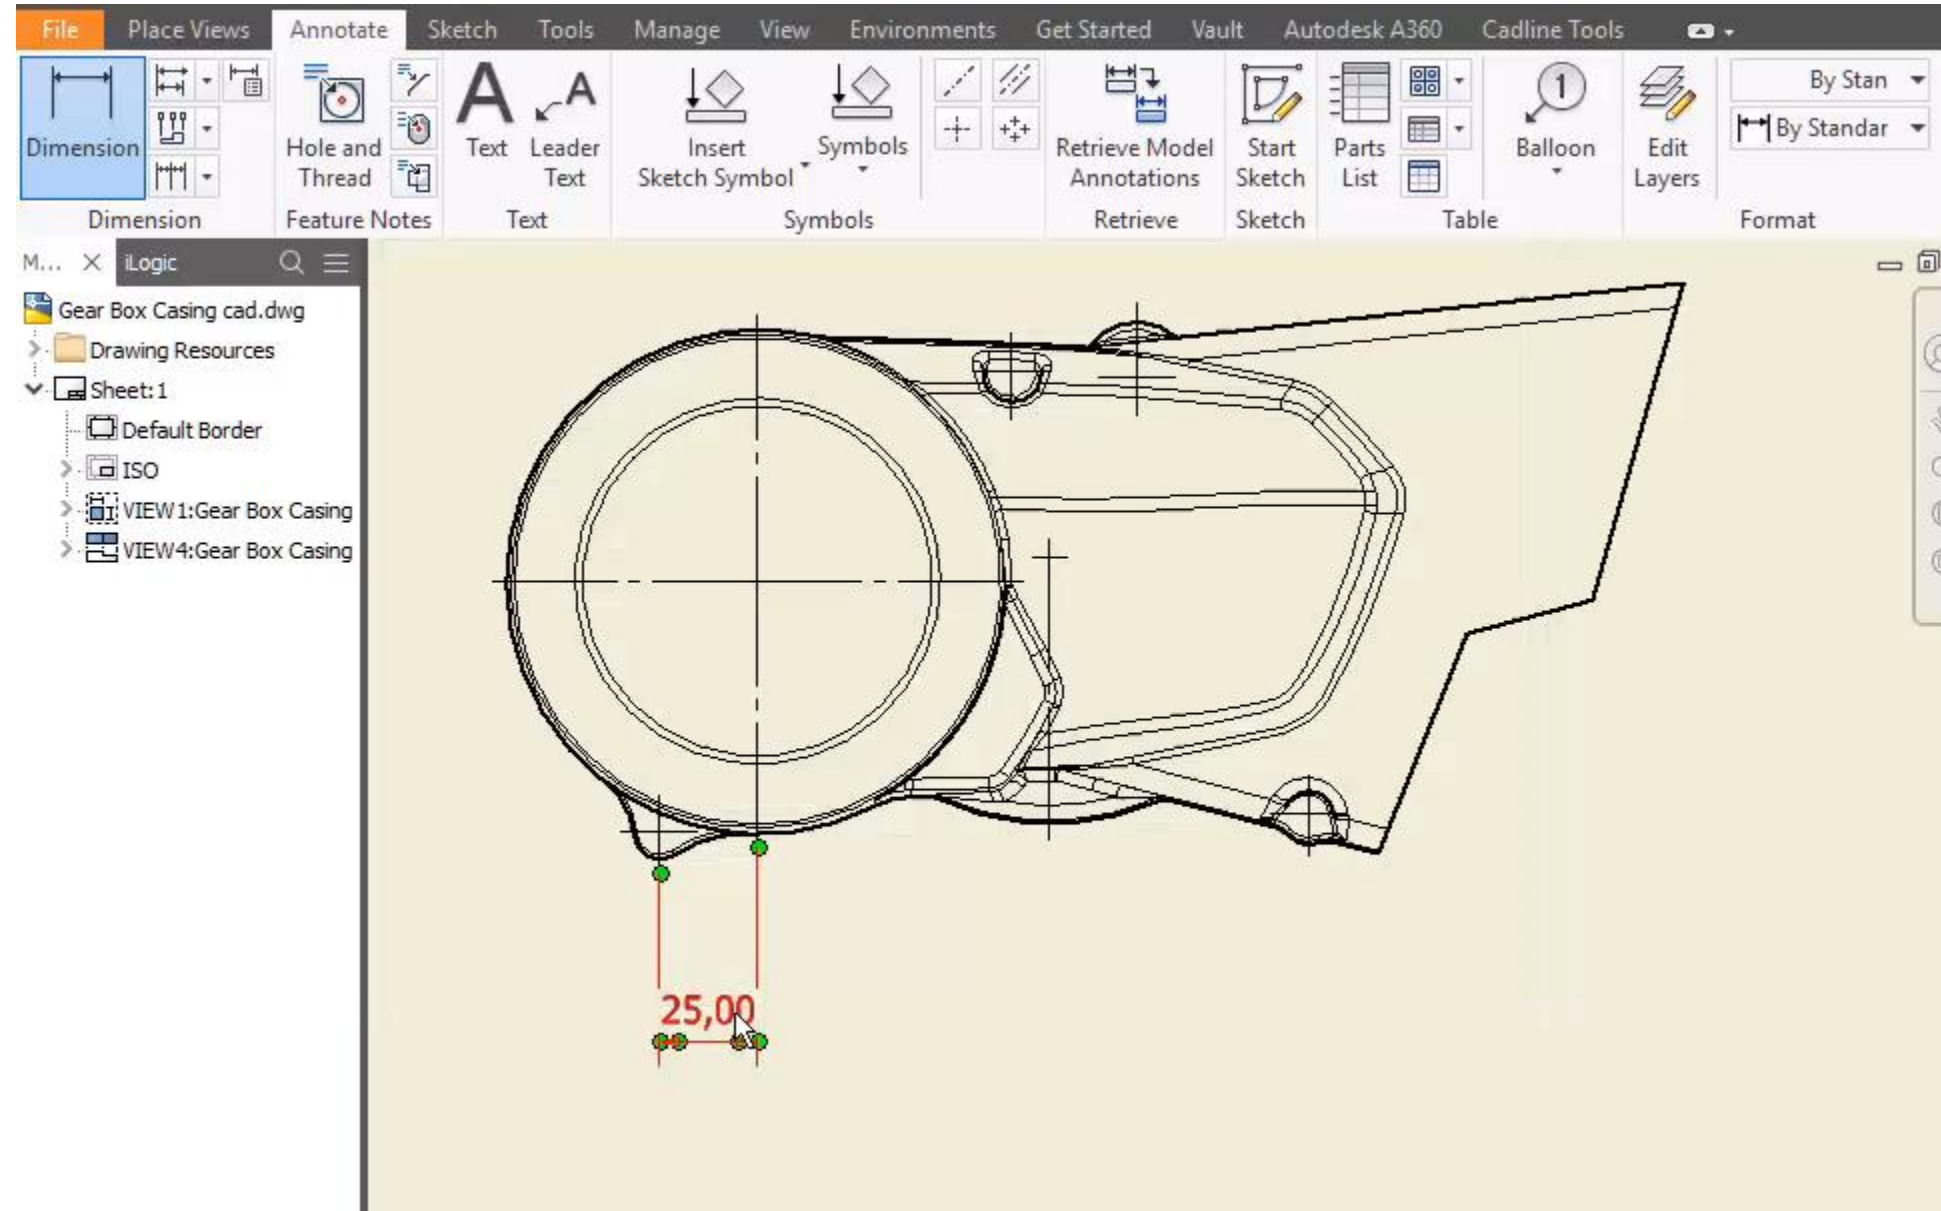 File Place Views Annotate Sketch Tools Manage View Environments Get Started Vault Autodesk A360 Cadline Tools
Dimension
Hole and
Thread
Text
Leader
Text
Insert
Sketch Symbol
Symbols
Retrieve Model
Annotations
Start
Sketch
Parts
List
1
Balloon
Edit
Layers
By Stan
By Standar
Dimension Feature Notes Text Symbols Retrieve Sketch Table Format
M... iLogic
Gear Box Casing cad.dwg
Drawing Resources
Sheet:1
Default Border
ISO
VIEW1:Gear Box Casing
VIEW4:Gear Box Casing
25,00